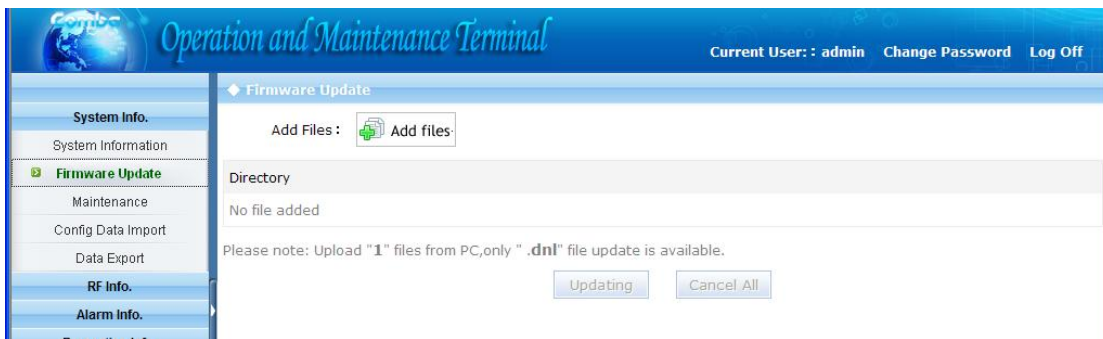 Comba
Operation and Maintenance Terminal
Current User: : admin Change Password Log Off
System Info.
System Information
Firmware Update
Maintenance
Config Data Import
Data Export
RF Info.
Alarm Info.
Firmware Update
Add Files: Add files
Directory
No file added
Please note: Upload "1" files from PC,only " .dnl" file update is available.
Updating Cancel All